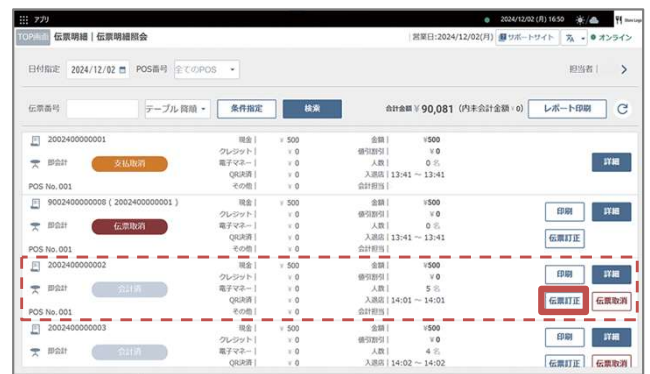 アプリ 2024/12/02 (月) 16:50
TOP画面 伝票明細 | 伝票明細照会 営業日:2024/12/02(月) サポートサイト オンライン
日付指定 2024/12/02 POS番号 全てのPOS 担当者 |
伝票番号 テーブル 降順 条件指定 検索 合計金額 ¥ 90,081 (内未会計金額 ¥ 0) レポート印刷
2002400000001 現金 | ¥ 500 金額 | ¥500
クレジット | ¥ 0 値引割引 | ¥ 0
即会計 支払取消 電子マネー | ¥ 0 人数 | 0 名 詳細
QR決済 | ¥ 0 入退店 | 13:41 ~ 13:41
POS No.001 その他 | ¥ 0 会計担当 |
9002400000008 ( 2002400000001 ) 現金 | ¥ 500 金額 | ¥500
クレジット | ¥ 0 値引割引 | ¥ 0 印刷 詳細
即会計 伝票取消 電子マネー | ¥ 0 人数 | 0 名
QR決済 | ¥ 0 入退店 | 13:41 ~ 13:41 伝票訂正
POS No.001 その他 | ¥ 0 会計担当 |
2002400000002 現金 | ¥ 500 金額 | ¥500
クレジット | ¥ 0 値引割引 | ¥ 0 印刷 詳細
即会計 会計済 電子マネー | ¥ 0 人数 | 5 名
QR決済 | ¥ 0 入退店 | 14:01 ~ 14:01 伝票訂正 伝票取消
POS No.001 その他 | ¥ 0 会計担当 |
2002400000003 現金 | ¥ 500 金額 | ¥500
クレジット | ¥ 0 値引割引 | ¥ 0 印刷 詳細
即会計 会計済 電子マネー | ¥ 0 人数 | 4 名
QR決済 | ¥ 0 入退店 | 14:02 ~ 14:02 伝票訂正 伝票取消